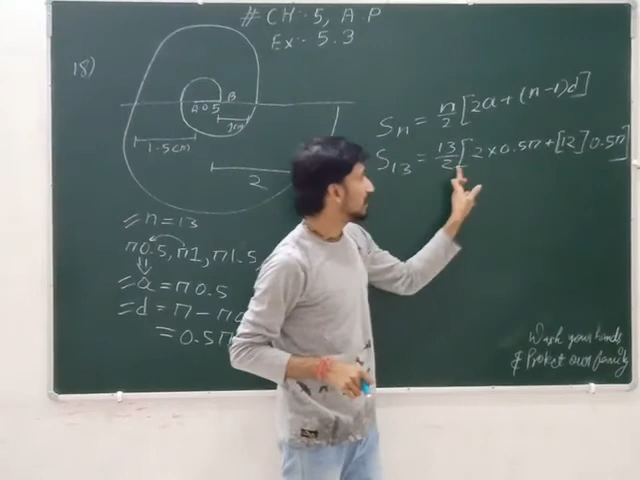 # CH-5, A.P
Ex-5.3
18)
A 0.5 B
1cm
1.5cm
2
Sn = n/2 [2a+(n-1)d]
S13 = 13/2 [2×0.5π+[12]0.5π]
⇒ n = 13
π0.5, π1, π1.5
⇒ a = π0.5
⇒ d = π - π0
= 0.5π
Wash your hands
& Protect own family